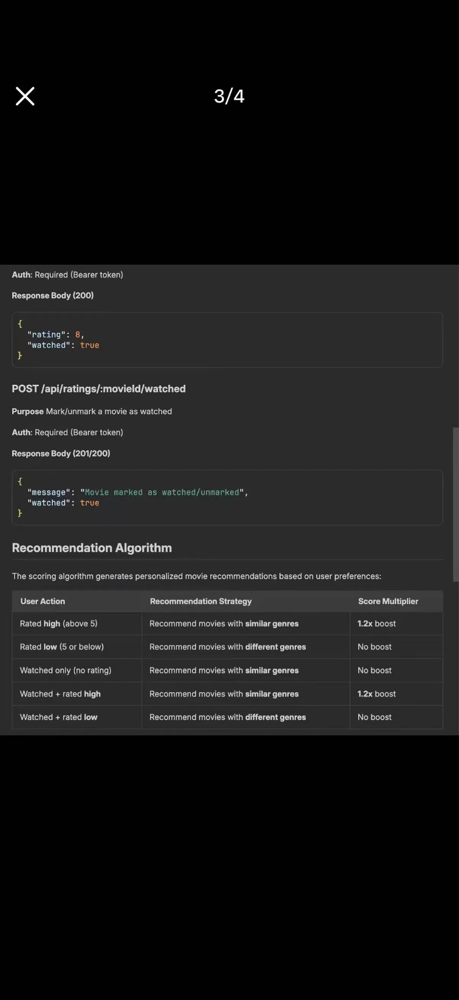 3/4
Auth: Required (Bearer token)
Response Body (200)
{
"rating": 8,
"watched": true
}
POST /api/ratings/:movieId/watched
Purpose Mark/unmark a movie as watched
Auth: Required (Bearer token)
Response Body (201/200)
{
"message": "Movie marked as watched/unmarked",
"watched": true
}
Recommendation Algorithm
The scoring algorithm generates personalized movie recommendations based on user preferences:
User Action Recommendation Strategy Score Multiplier
Rated high (above 5) Recommend movies with similar genres 1.2x boost
Rated low (5 or below) Recommend movies with different genres No boost
Watched only (no rating) Recommend movies with similar genres No boost
Watched + rated high Recommend movies with similar genres 1.2x boost
Watched + rated low Recommend movies with different genres No boost